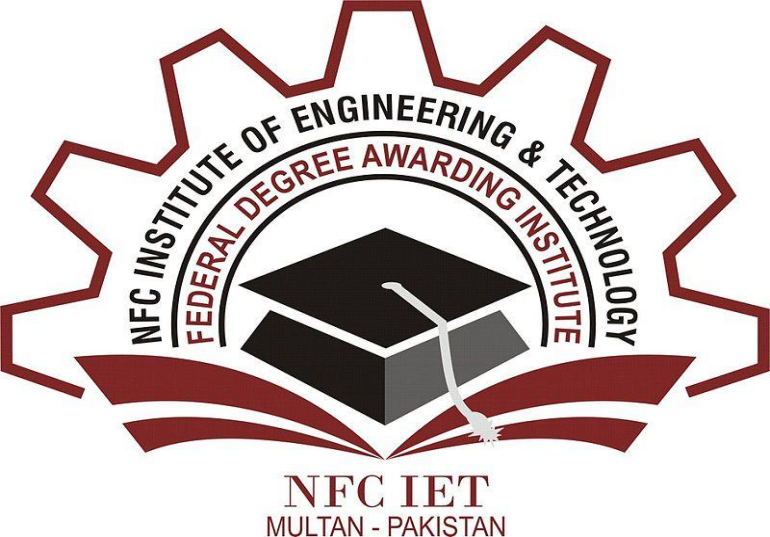 NFC INSTITUTE OF ENGINEERING & TECHNOLOGY
FEDERAL DEGREE AWARDING INSTITUTE
NFC IET
MULTAN - PAKISTAN